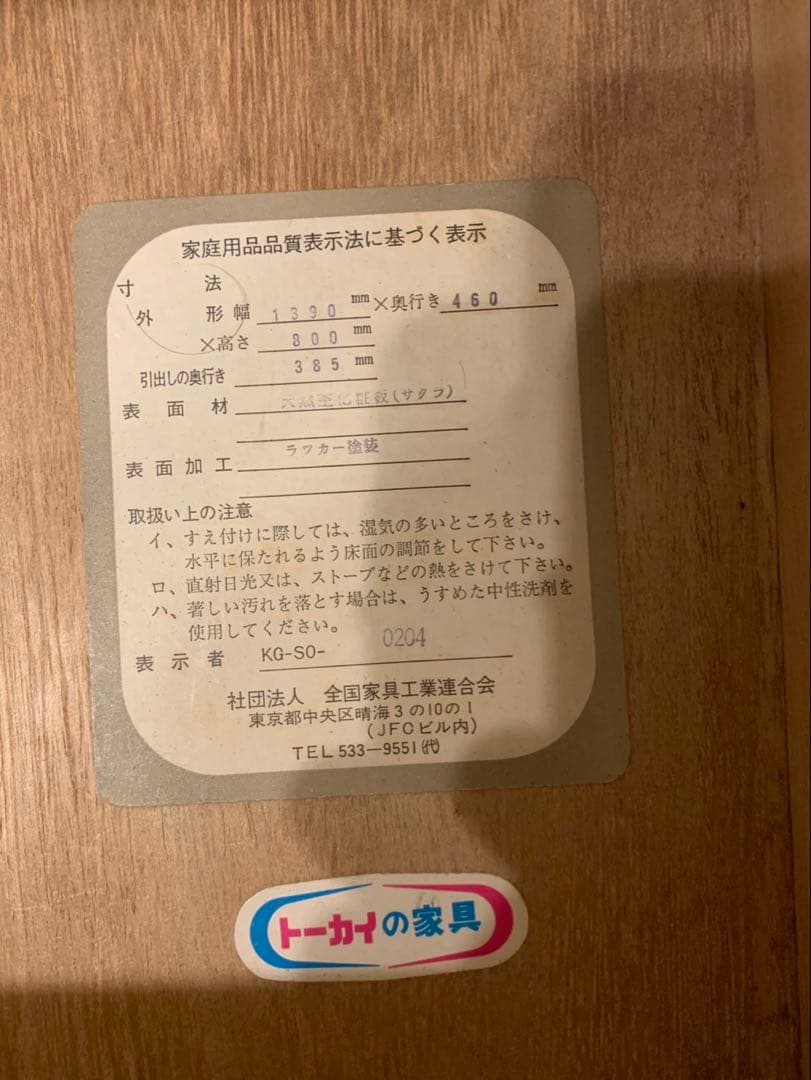 家庭用品品質表示法に基づく表示
寸法
外形幅 1390 mm ×奥行き 460 mm
×高さ 800 mm
引出しの奥行き 385 mm
表面材 天然木化粧板(サクラ)
表面加工 ラッカー塗装
取扱い上の注意
イ、すえ付けに際しては、湿気の多いところをさけ、
水平に保たれるよう床面の調節をして下さい。
ロ、直射日光又は、ストーブなどの熱をさけて下さい。
ハ、著しい汚れを落とす場合は、うすめた中性洗剤を
使用してください。
表示者 KG-SO- 0204
社団法人 全国家具工業連合会
東京都中央区晴海3の10の1
(JFCビル内)
TEL 533-9551(代)
トーカイの家具